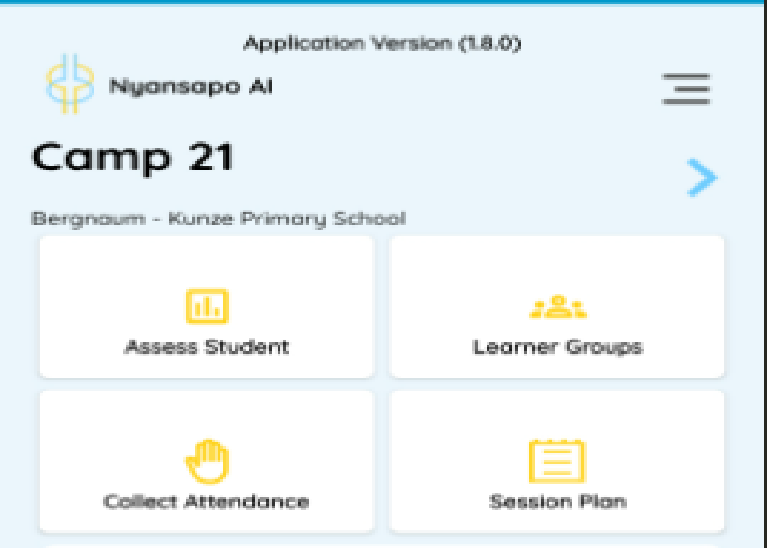 Application Version (1.8.0)
Nyansapo AI
Camp 21
Bergnaum - Kunze Primary School
Assess Student
Learner Groups
Collect Attendance
Session Plan